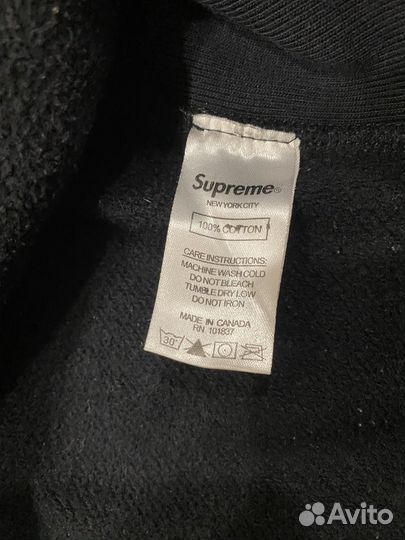 Supreme®
NEW YORK CITY
100% COTTON
CARE INSTRUCTIONS:
MACHINE WASH COLD
DO NOT BLEACH
TUMBLE DRY LOW
DO NOT IRON
MADE IN CANADA
RN 101837
30°
Avito